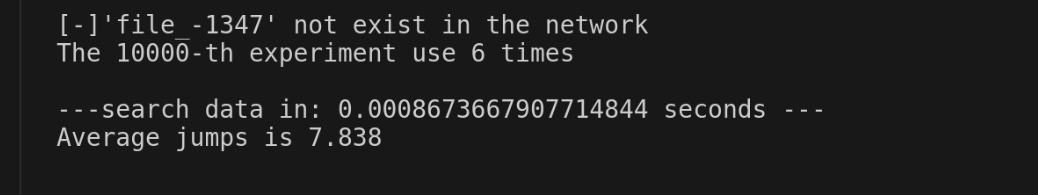 [-]'file_-1347' not exist in the network
The 10000-th experiment use 6 times
---search data in: 0.0008673667907714844 seconds ---
Average jumps is 7.838